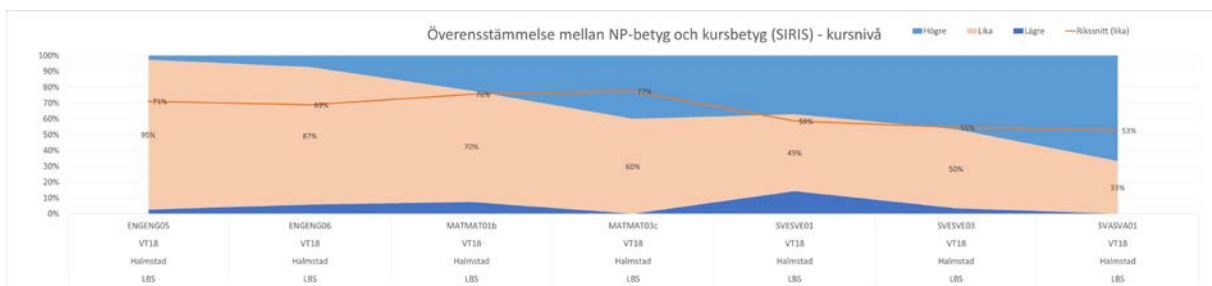 Överensstämmelse mellan NP-betyg och kursbetyg (SIRIS) - kursnivå
Högre Lika Lägre Rikssnitt (lika)
100%
90%
80%
70%
60%
50%
40%
30%
20%
10%
0%
71% 69% 76% 77% 58% 55% 53%
95% 87% 70% 60% 49% 50% 33%
ENGENG05 ENGENG06 MATMAT01b MATMAT03c SVESVE01 SVESVE03 SVASVA01
VT18 VT18 VT18 VT18 VT18 VT18 VT18
Halmstad Halmstad Halmstad Halmstad Halmstad Halmstad Halmstad
LBS LBS LBS LBS LBS LBS LBS